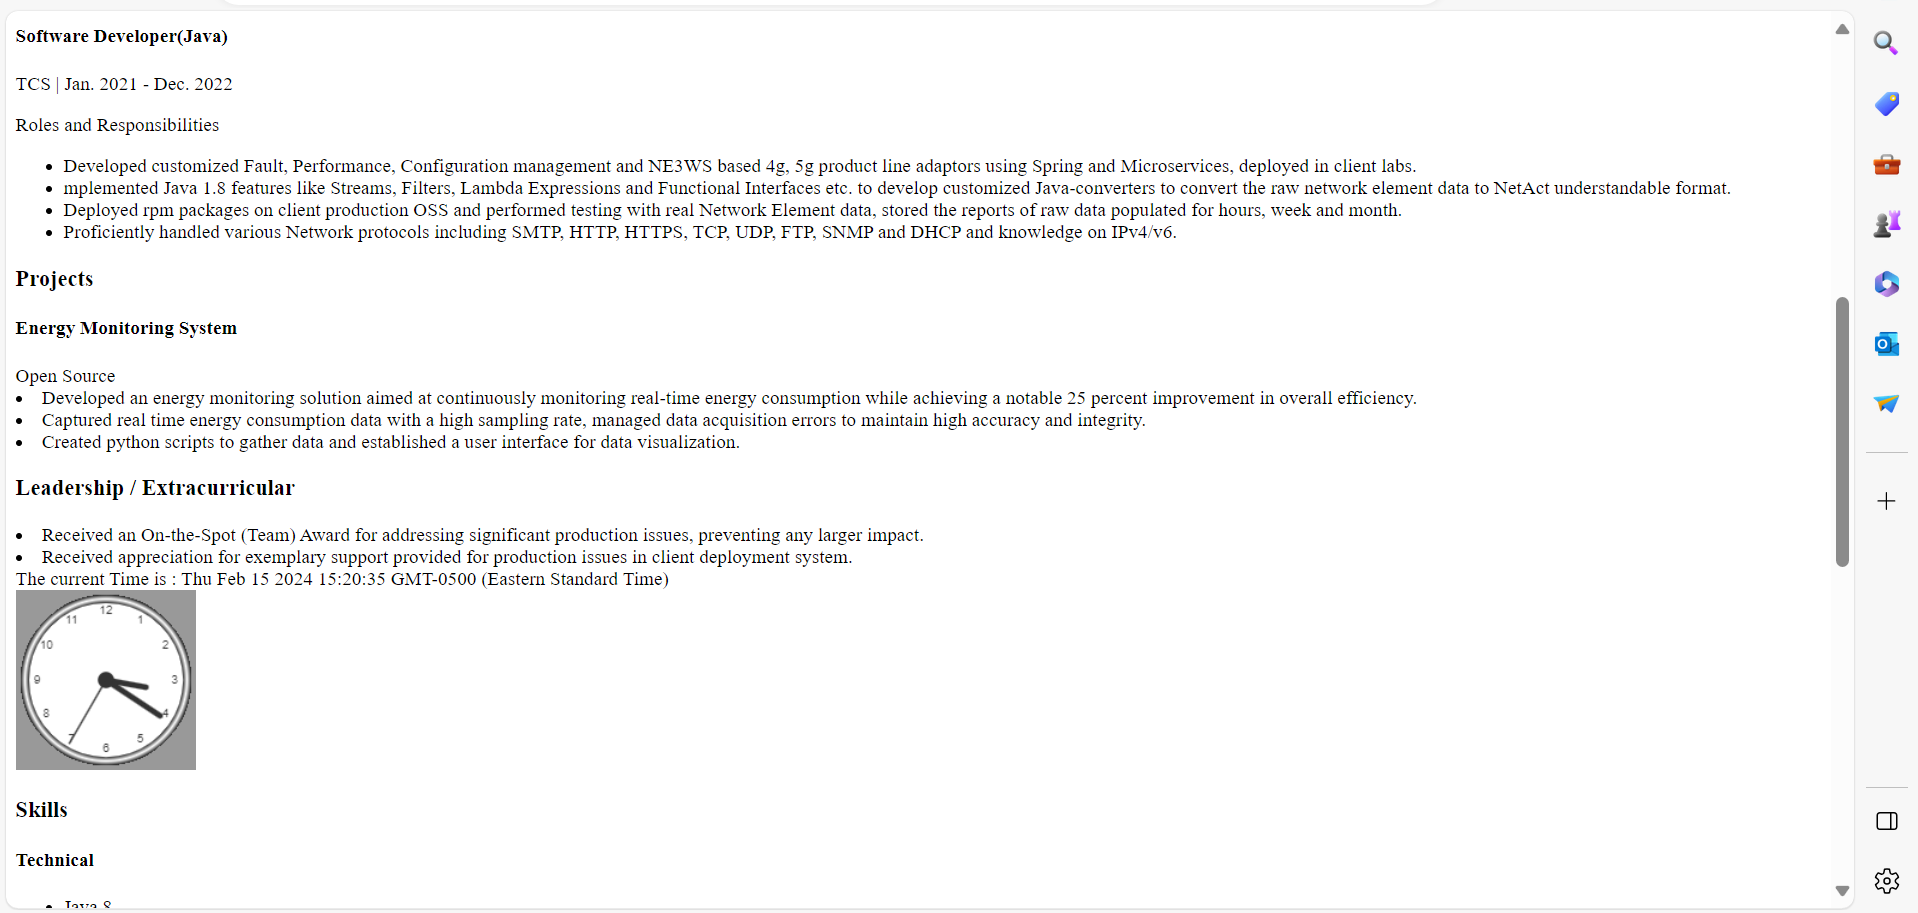 Software Developer(Java)
TCS | Jan. 2021 - Dec. 2022
Roles and Responsibilities
• Developed customized Fault, Performance, Configuration management and NE3WS based 4g, 5g product line adaptors using Spring and Microservices, deployed in client labs.
• mplemented Java 1.8 features like Streams, Filters, Lambda Expressions and Functional Interfaces etc. to develop customized Java-converters to convert the raw network element data to NetAct understandable format.
• Deployed rpm packages on client production OSS and performed testing with real Network Element data, stored the reports of raw data populated for hours, week and month.
• Proficiently handled various Network protocols including SMTP, HTTP, HTTPS, TCP, UDP, FTP, SNMP and DHCP and knowledge on IPv4/v6.
Projects
Energy Monitoring System
Open Source
• Developed an energy monitoring solution aimed at continuously monitoring real-time energy consumption while achieving a notable 25 percent improvement in overall efficiency.
• Captured real time energy consumption data with a high sampling rate, managed data acquisition errors to maintain high accuracy and integrity.
• Created python scripts to gather data and established a user interface for data visualization.
Leadership / Extracurricular
• Received an On-the-Spot (Team) Award for addressing significant production issues, preventing any larger impact.
• Received appreciation for exemplary support provided for production issues in client deployment system.
The current Time is : Thu Feb 15 2024 15:20:35 GMT-0500 (Eastern Standard Time)
12
11 1
10 2
9 3
8 4
7 5
6
Skills
Technical
• Java 8